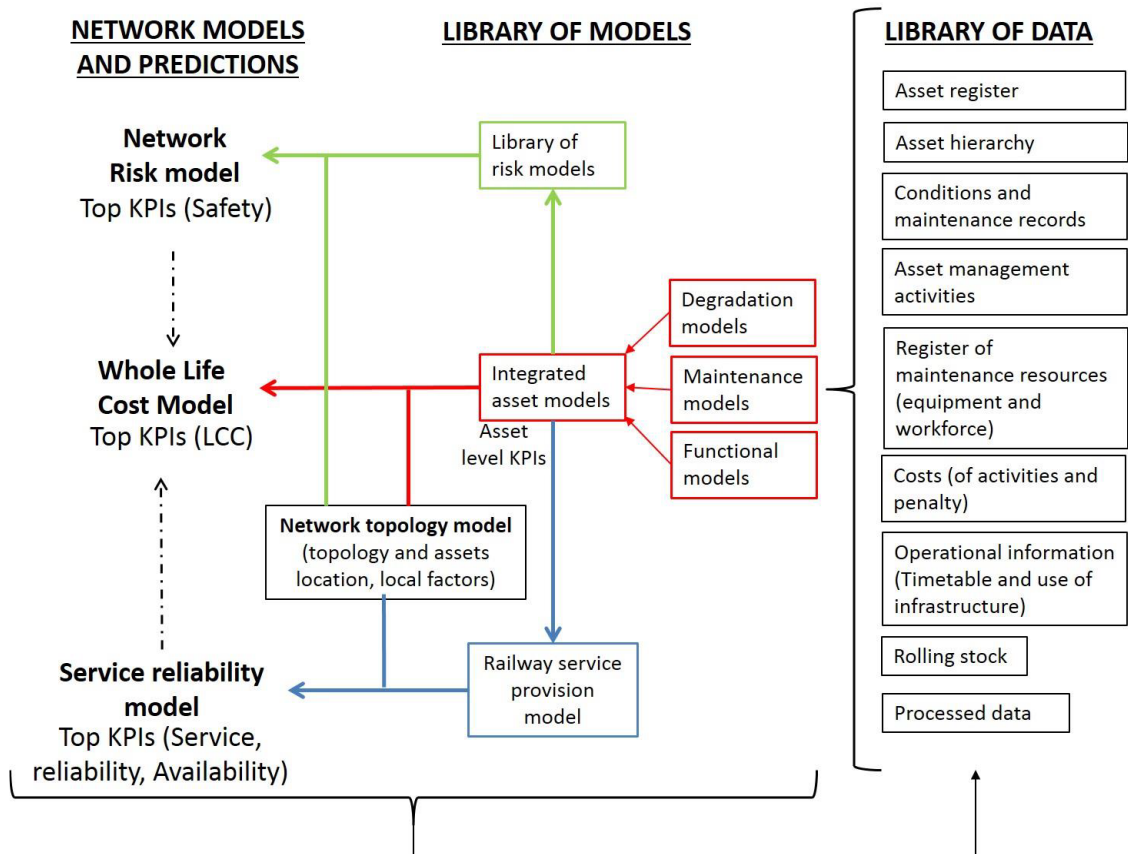 NETWORK MODELS
AND PREDICTIONS
Network
Risk model
Top KPIs (Safety)
Whole Life
Cost Model
Top KPIs (LCC)
Service reliability
model
Top KPIs (Service,
reliability, Availability)
LIBRARY OF MODELS
Library of
risk models
Degradation
models
Integrated
asset models
Maintenance
models
Asset
level KPIs
Functional
models
Network topology model
(topology and assets
location, local factors)
Railway service
provision
model
LIBRARY OF DATA
Asset register
Asset hierarchy
Conditions and
maintenance records
Asset management
activities
Register of
maintenance resources
(equipment and
workforce)
Costs (of activities and
penalty)
Operational information
(Timetable and use of
infrastructure)
Rolling stock
Processed data